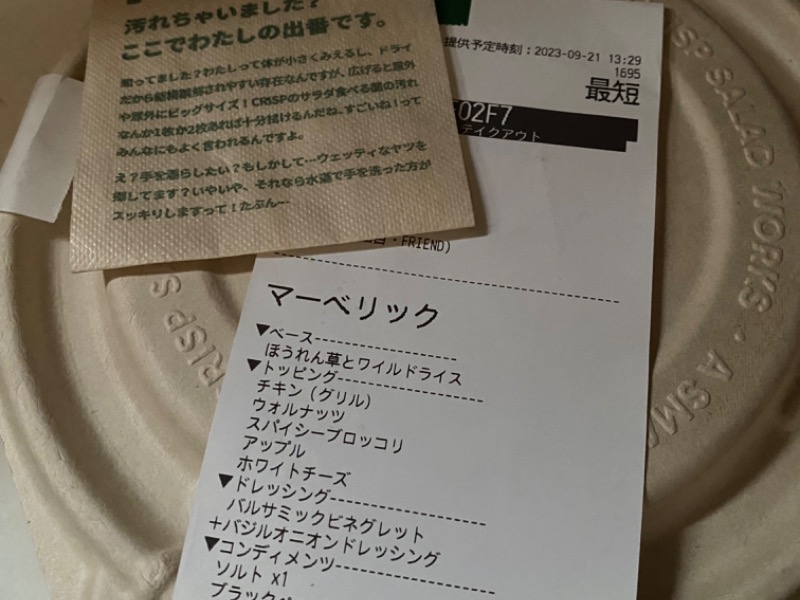 汚れちゃいました?
ここでわたしの出番です。
知ってました?わたしって体が小さくみえるし、ドライ
だから結構誤解されやすい存在なんですが、広げると意外
や意外にビッグサイズ!CRISPのサラダ食べる間の汚れ
なんか1枚か2枚あれば十分拭けるんだね、すごいね!って
みんなにもよく言われるんですよ。
え?手を濡らしたい?もしかして…ウェッティなヤツを
探してます?いやいや、それなら水道で手を洗った方が
スッキリしますって!たぶん…
提供予定時刻:2023-09-21 13:29
1695
最短
02F7
テイクアウト
・FRIEND)
マーベリック
▼ベース
ほうれん草とワイルドライス
▼トッピング
チキン(グリル)
ウォルナッツ
スパイシーブロッコリ
アップル
ホワイトチーズ
▼ドレッシング
バルサミックビネグレット
+バジルオニオンドレッシング
▼コンディメンツ
ソルト x1
ブラック
CRISP SALAD WORKS・A SMA
CRISP S